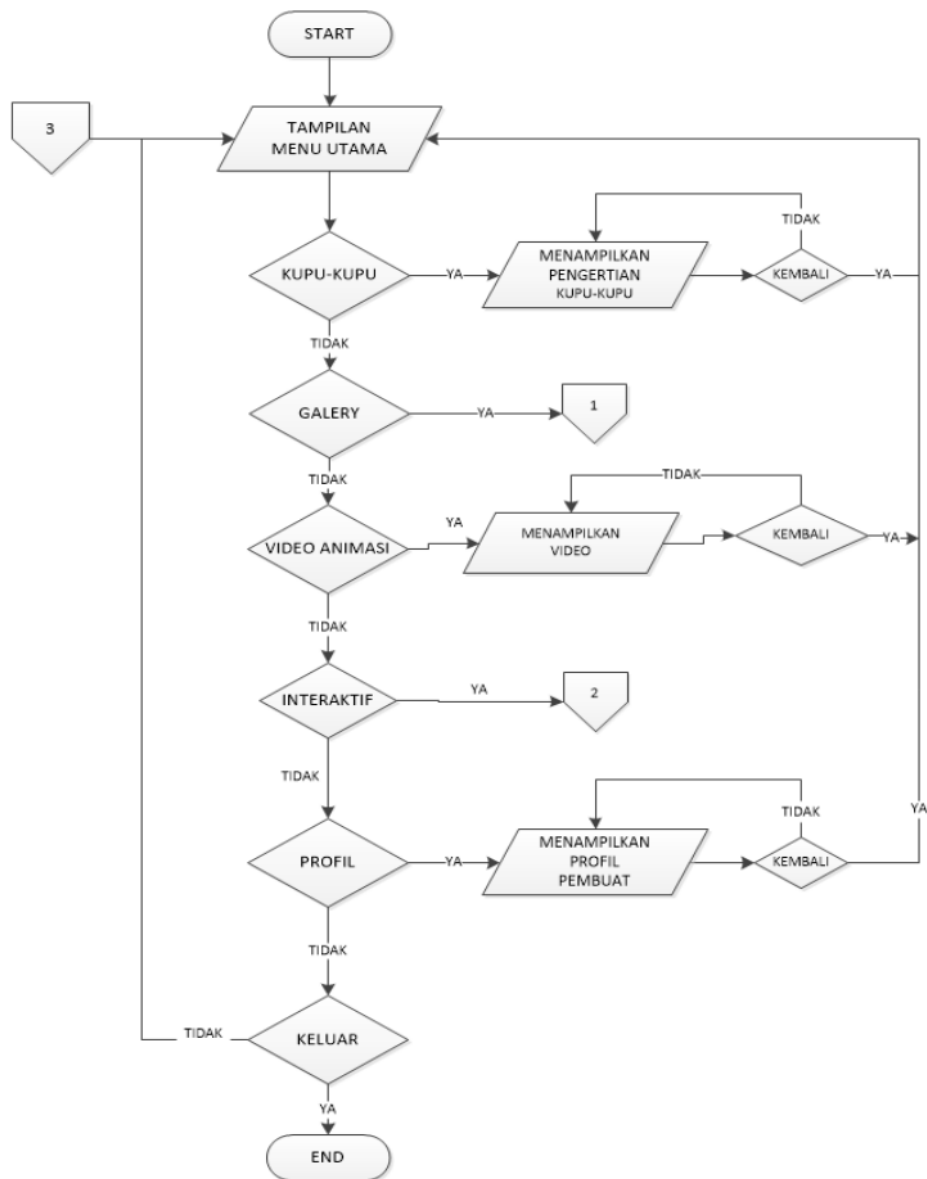 START
3
TAMPILAN
MENU UTAMA
TIDAK
KUPU-KUPU
YA
MENAMPILKAN
PENGERTIAN
KUPU-KUPU
KEMBALI
YA
TIDAK
GALERY
YA
1
TIDAK
TIDAK
VIDEO ANIMASI
YA
MENAMPILKAN
VIDEO
KEMBALI
YA
TIDAK
INTERAKTIF
YA
2
TIDAK
TIDAK
YA
PROFIL
YA
MENAMPILKAN
PROFIL
PEMBUAT
KEMBALI
TIDAK
TIDAK
KELUAR
YA
END